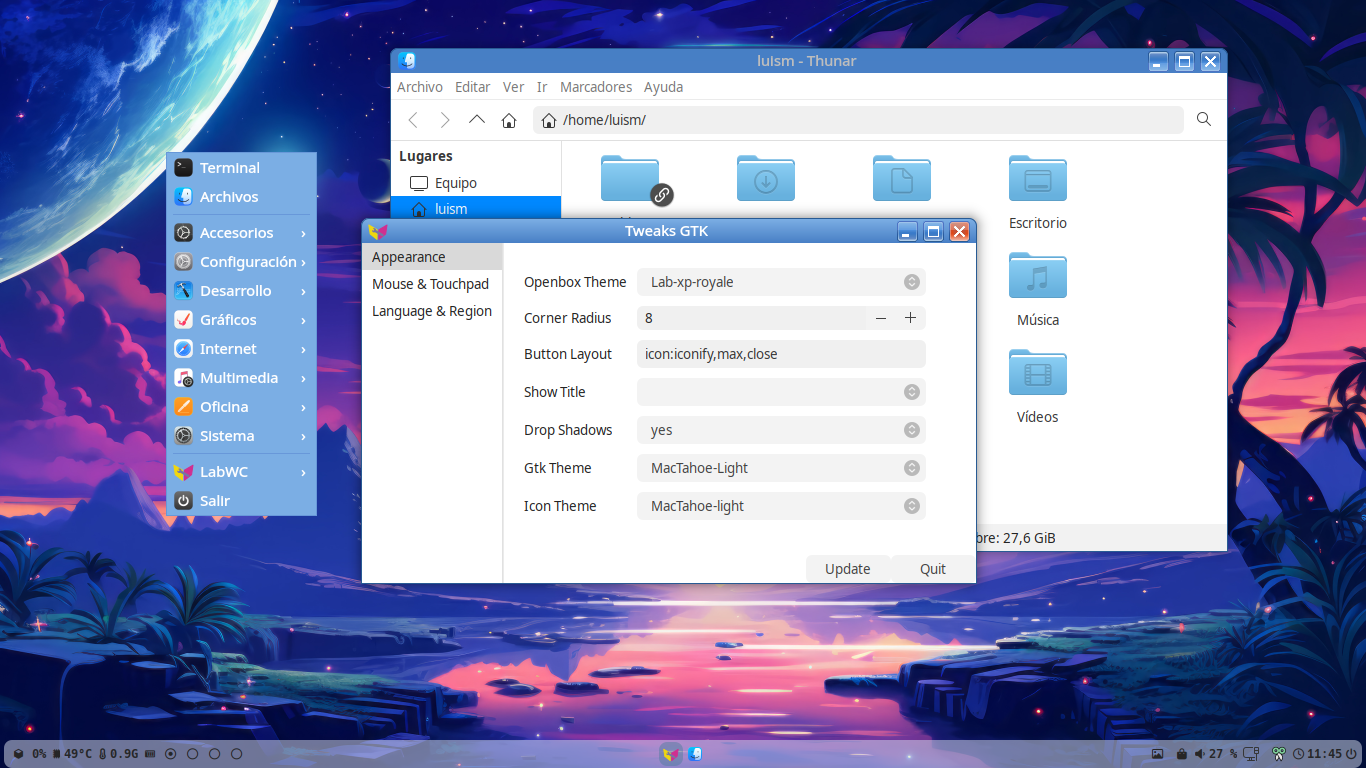 luism - Thunar
Archivo Editar Ver Ir Marcadores Ayuda
/home/luism/
Lugares
Equipo
luism
Escritorio
Música
Vídeos
27,6 GiB
Terminal
Archivos
Accesorios
Configuración
Desarrollo
Gráficos
Internet
Multimedia
Oficina
Sistema
LabWC
Salir
Tweaks GTK
Appearance
Mouse & Touchpad
Language & Region
Openbox Theme Lab-xp-royale
Corner Radius 8
Button Layout icon:iconify,max,close
Show Title
Drop Shadows yes
Gtk Theme MacTahoe-Light
Icon Theme MacTahoe-light
Update Quit
0% 49°C 0.9G 27 % 11:45